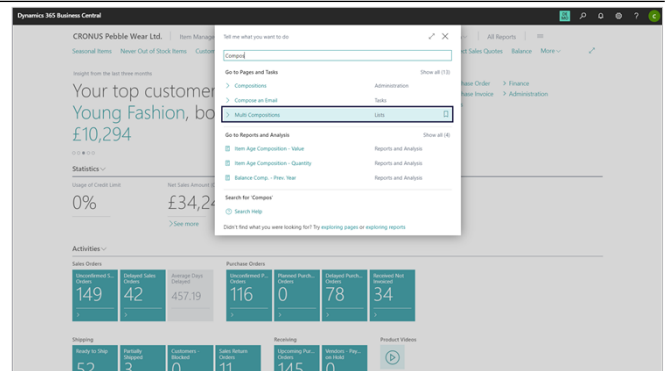 Dynamics 365 Business Central
?
C
CRONUS Pebble Wear Ltd. Item Manage
All Reports
Seasonal Items Never Out of Stock Items Custom
ct Sales Quotes Balance More
Insight from the last three months
Your top customer
Young Fashion, bo
£10,294
Tell me what you want to do
Compos
Go to Pages and Tasks Show all (13)
Compositions Administration
Compose an Email Tasks
Multi Compositions Lists
Go to Reports and Analysis Show all (4)
Item Age Composition - Value Reports and Analysis
Item Age Composition - Quantity Reports and Analysis
Balance Comp. - Prev. Year Reports and Analysis
Search for 'Compos'
Search Help
Didn't find what you were looking for? Try exploring pages or exploring reports
hase Order > Finance
hase Invoice > Administration
Statistics
Usage of Credit Limit Net Sales Amount
0% £34,24
> See more
Activities
Sales Orders Purchase Orders
Unconfirmed S... Orders
149
Delayed Sales Orders
42
Average Days Delayed
457.19
Unconfirmed P... Orders
116
Planned Purch... Orders
0
Delayed Purch... Orders
78
Received Not Invoiced
34
Shipping Receiving Product Videos
Ready to Ship
52
Partially Shipped
3
Customers - Blocked
0
Sales Return Orders
11
Upcoming Pur... Orders
145
Vendors - Pay... on Hold
0